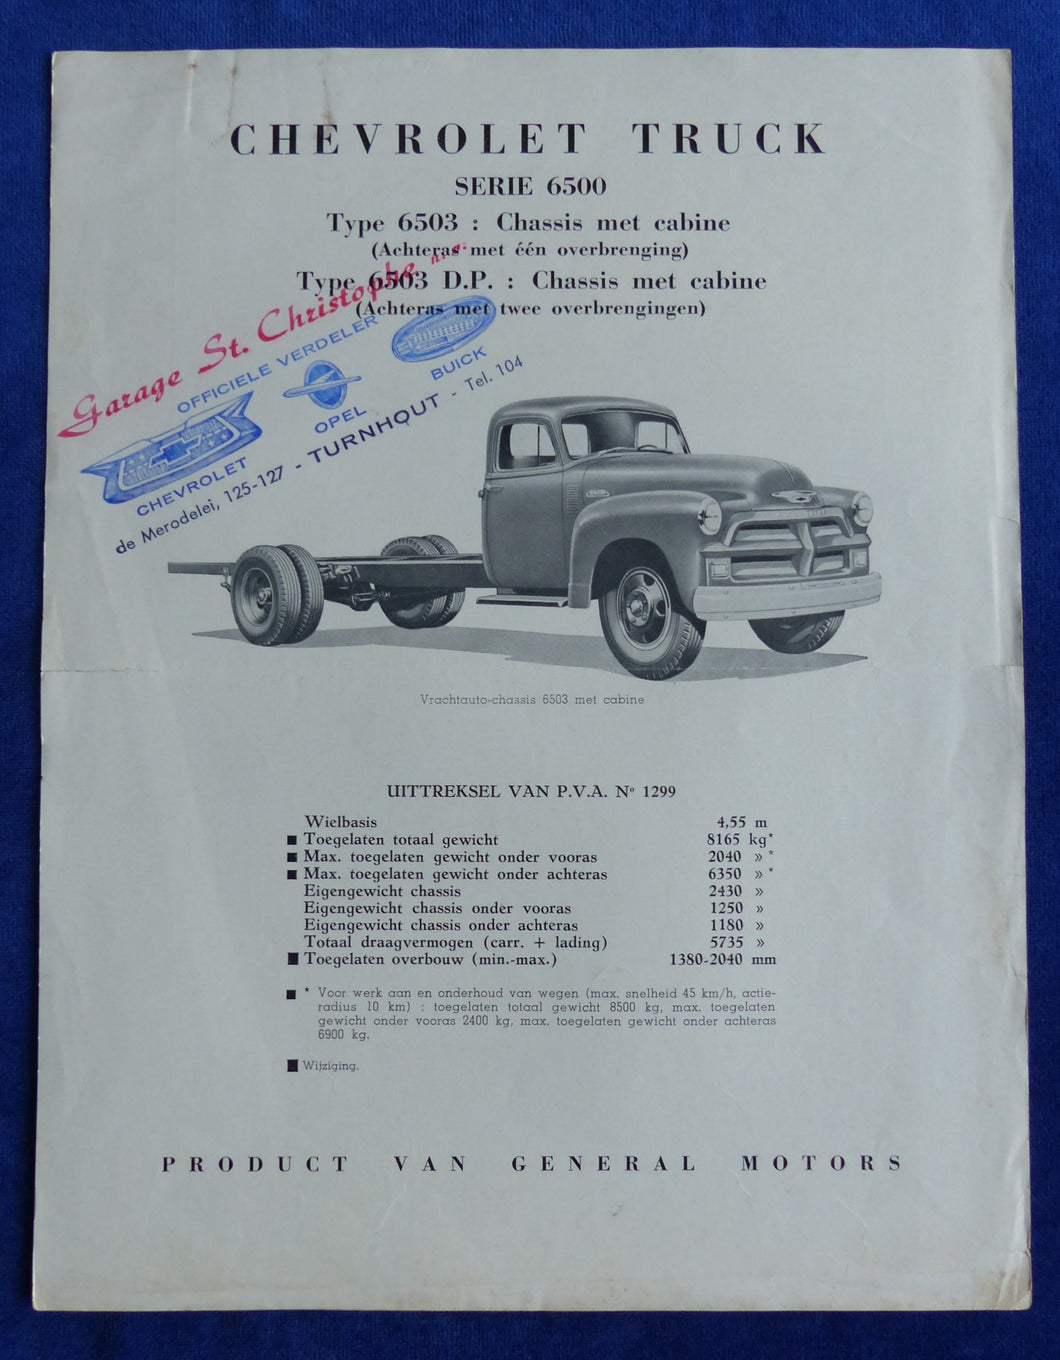 CHEVROLET TRUCK
SERIE 6500
Type 6503 : Chassis met cabine
(Achteras met één overbrenging)
Type 6503 D.P. : Chassis met cabine
(Achteras met twee overbrengingen)
Garage St. Christophe n.v.
OFFICIELE VERDELER
CHEVROLET
OPEL
BUICK
de Merodelei, 125-127 - TURNHOUT - Tel. 104
Vrachtauto-chassis 6503 met cabine
UITTREKSEL VAN P.V.A. Nº 1299
Wielbasis 4,55 m
■ Toegelaten totaal gewicht 8165 kg*
■ Max. toegelaten gewicht onder vooras 2040 » *
■ Max. toegelaten gewicht onder achteras 6350 » *
Eigengewicht chassis 2430 »
Eigengewicht chassis onder vooras 1250 »
Eigengewicht chassis onder achteras 1180 »
Totaal draagvermogen (carr. + lading) 5735 »
■ Toegelaten overbouw (min.-max.) 1380-2040 mm
■ * Voor werk aan en onderhoud van wegen (max. snelheid 45 km/h, actie-
radius 10 km) : toegelaten totaal gewicht 8500 kg, max. toegelaten
gewicht onder vooras 2400 kg, max. toegelaten gewicht onder achteras
6900 kg.
■ Wijziging.
PRODUCT VAN GENERAL MOTORS